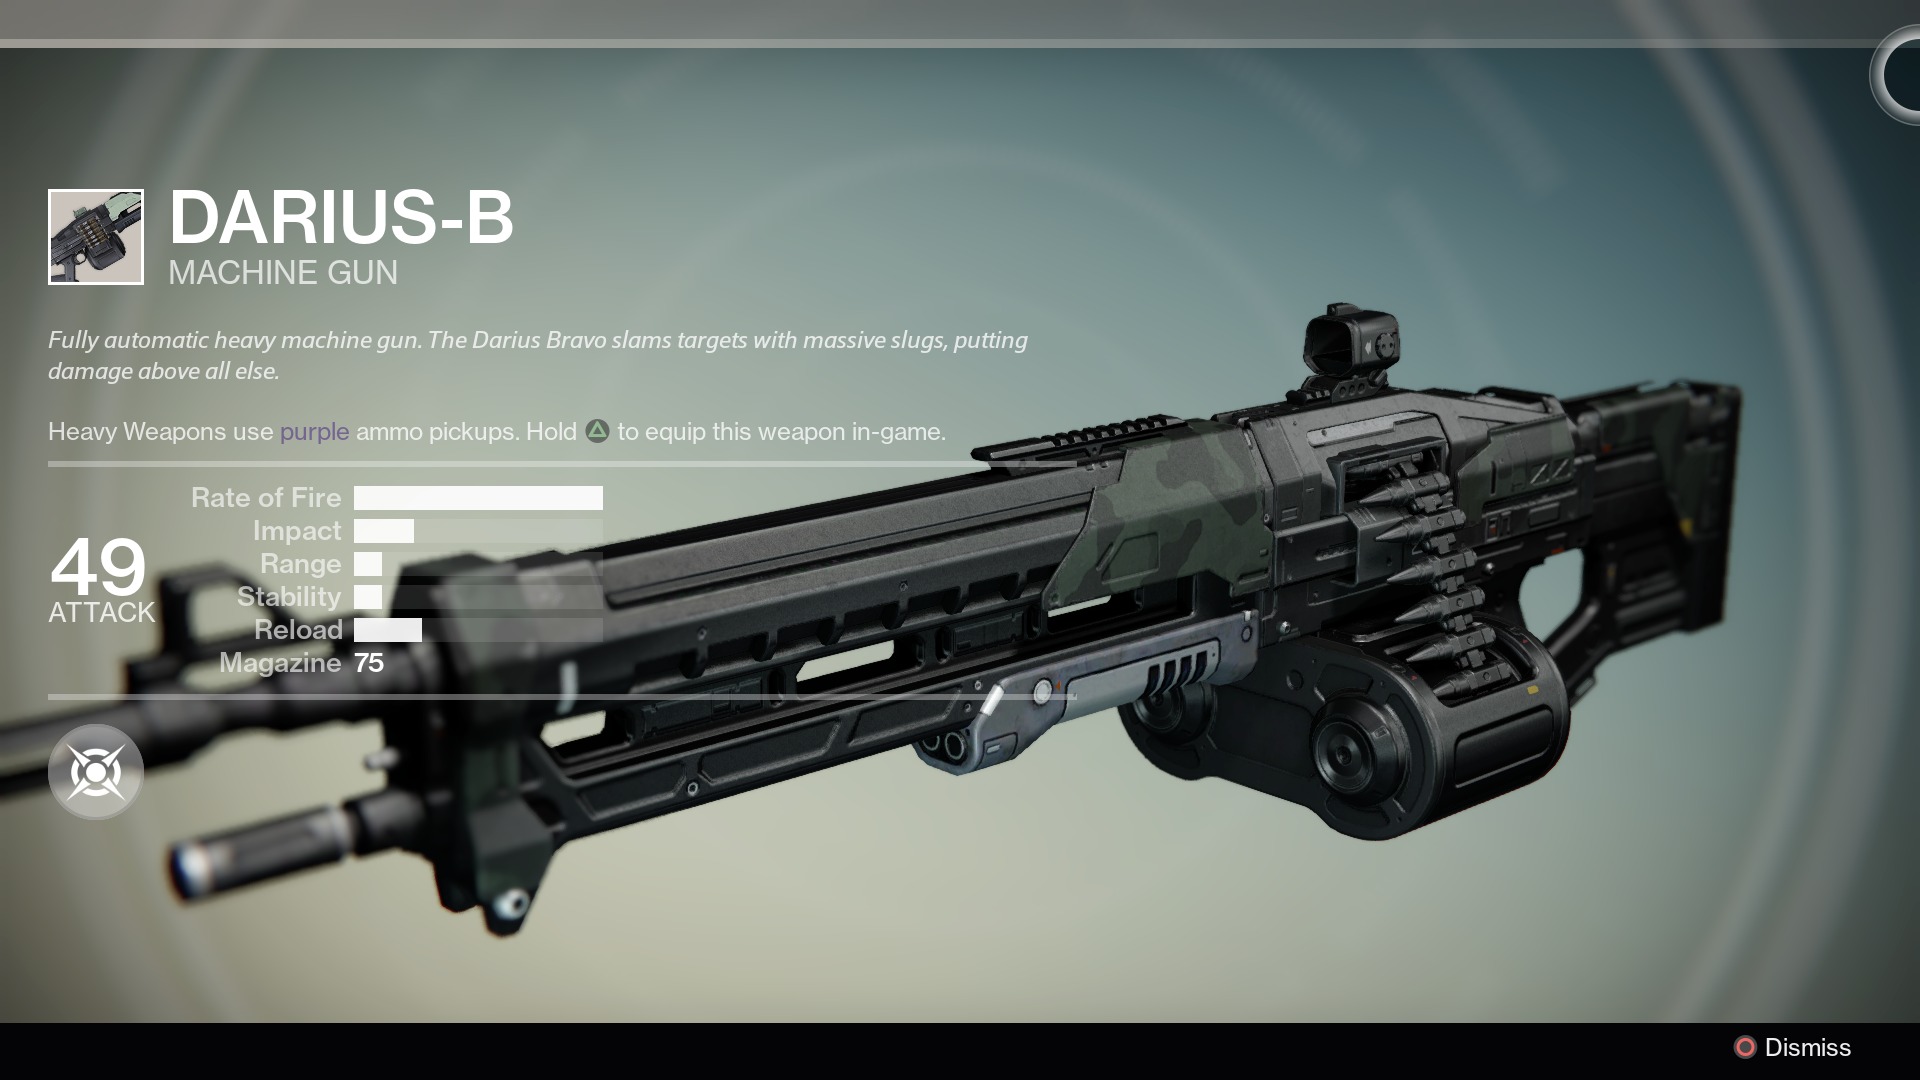 DARIUS-B
MACHINE GUN
Fully automatic heavy machine gun. The Darius Bravo slams targets with massive slugs, putting
damage above all else.
Heavy Weapons use purple ammo pickups. Hold to equip this weapon in-game.
49
ATTACK
Rate of Fire
Impact
Range
Stability
Reload
Magazine 75
Dismiss